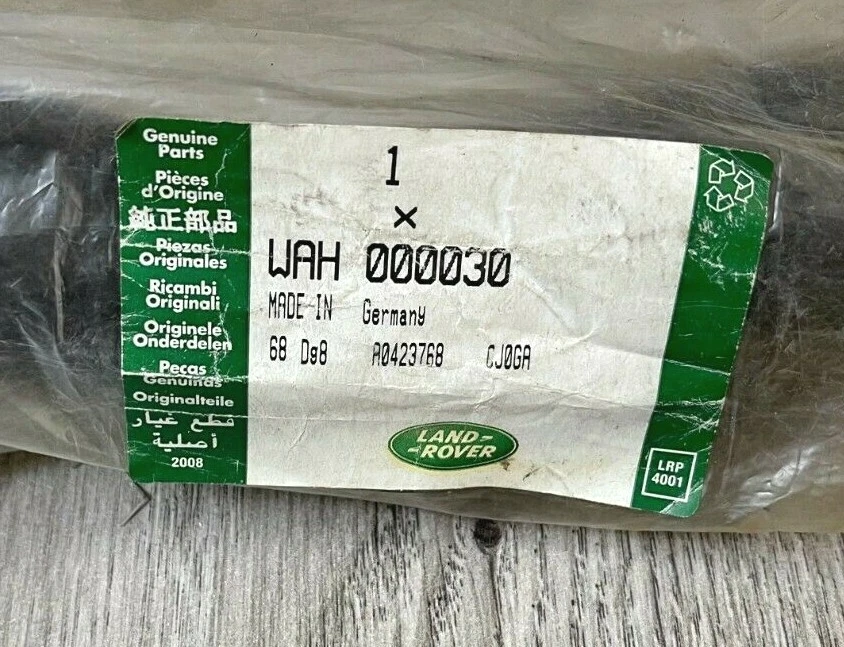 Genuine
Parts
Pièces
d'Origine
純正部品
Piezas
Originales
Ricambi
Originali
Originele
Onderdelen
Peças
Genuínas
Originalteile
قطع غيار
أصلية
2008
1
x
WAH 000030
MADE IN Germany
68 Dg8 A0423768 CJ0GA
LAND-
-ROVER
LRP
4001